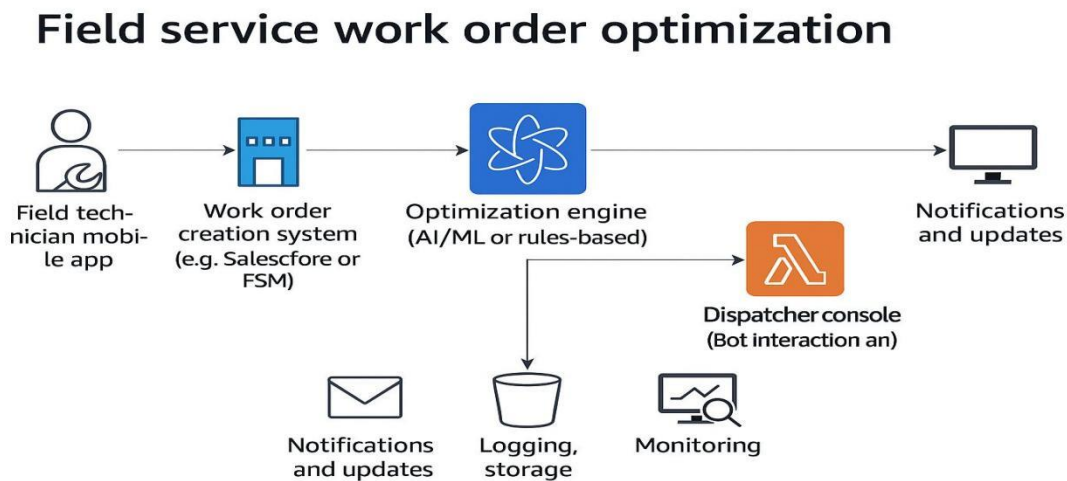 Field service work order optimization
Field tech-
nician mobi-
le app
Work order
creation system
(e.g. Salescfore or
FSM)
Optimization engine
(AI/ML or rules-based)
Notifications
and updates
Dispatcher console
(Bot interaction an)
Notifications
and updates
Logging,
storage
Monitoring